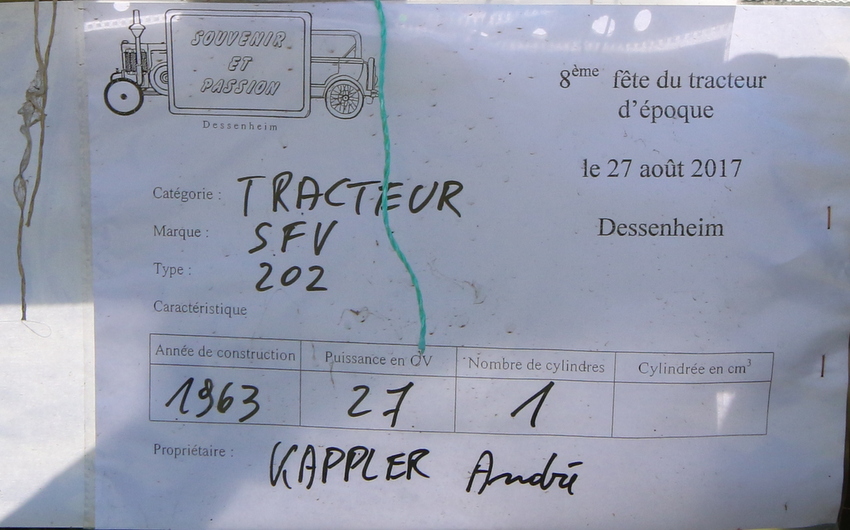 SOUVENIR
ET
PASSION
Dessenheim
8ème fête du tracteur
d'époque
le 27 août 2017
Dessenheim
Catégorie : TRACTEUR
Marque : SFV
Type : 202
Caractéristique
Année de construction Puissance en CV Nombre de cylindres Cylindrée en cm³
1963 27 1
Propriétaire : KAPPLER André